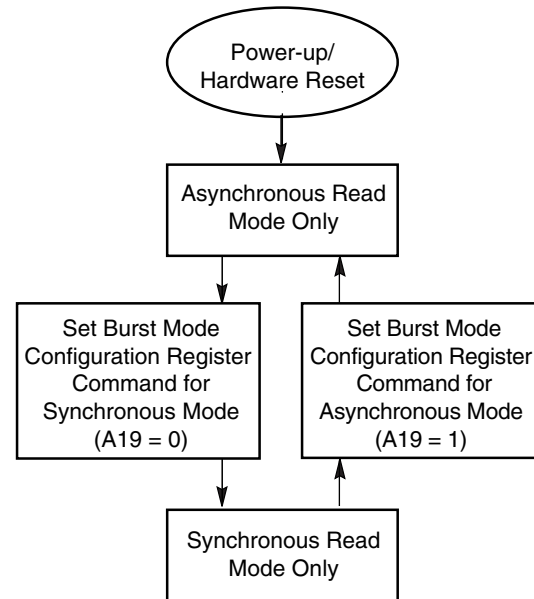 Power-up/
Hardware Reset
Asynchronous Read
Mode Only
Set Burst Mode
Configuration Register
Command for
Synchronous Mode
(A19 = 0)
Set Burst Mode
Configuration Register
Command for
Asynchronous Mode
(A19 = 1)
Synchronous Read
Mode Only